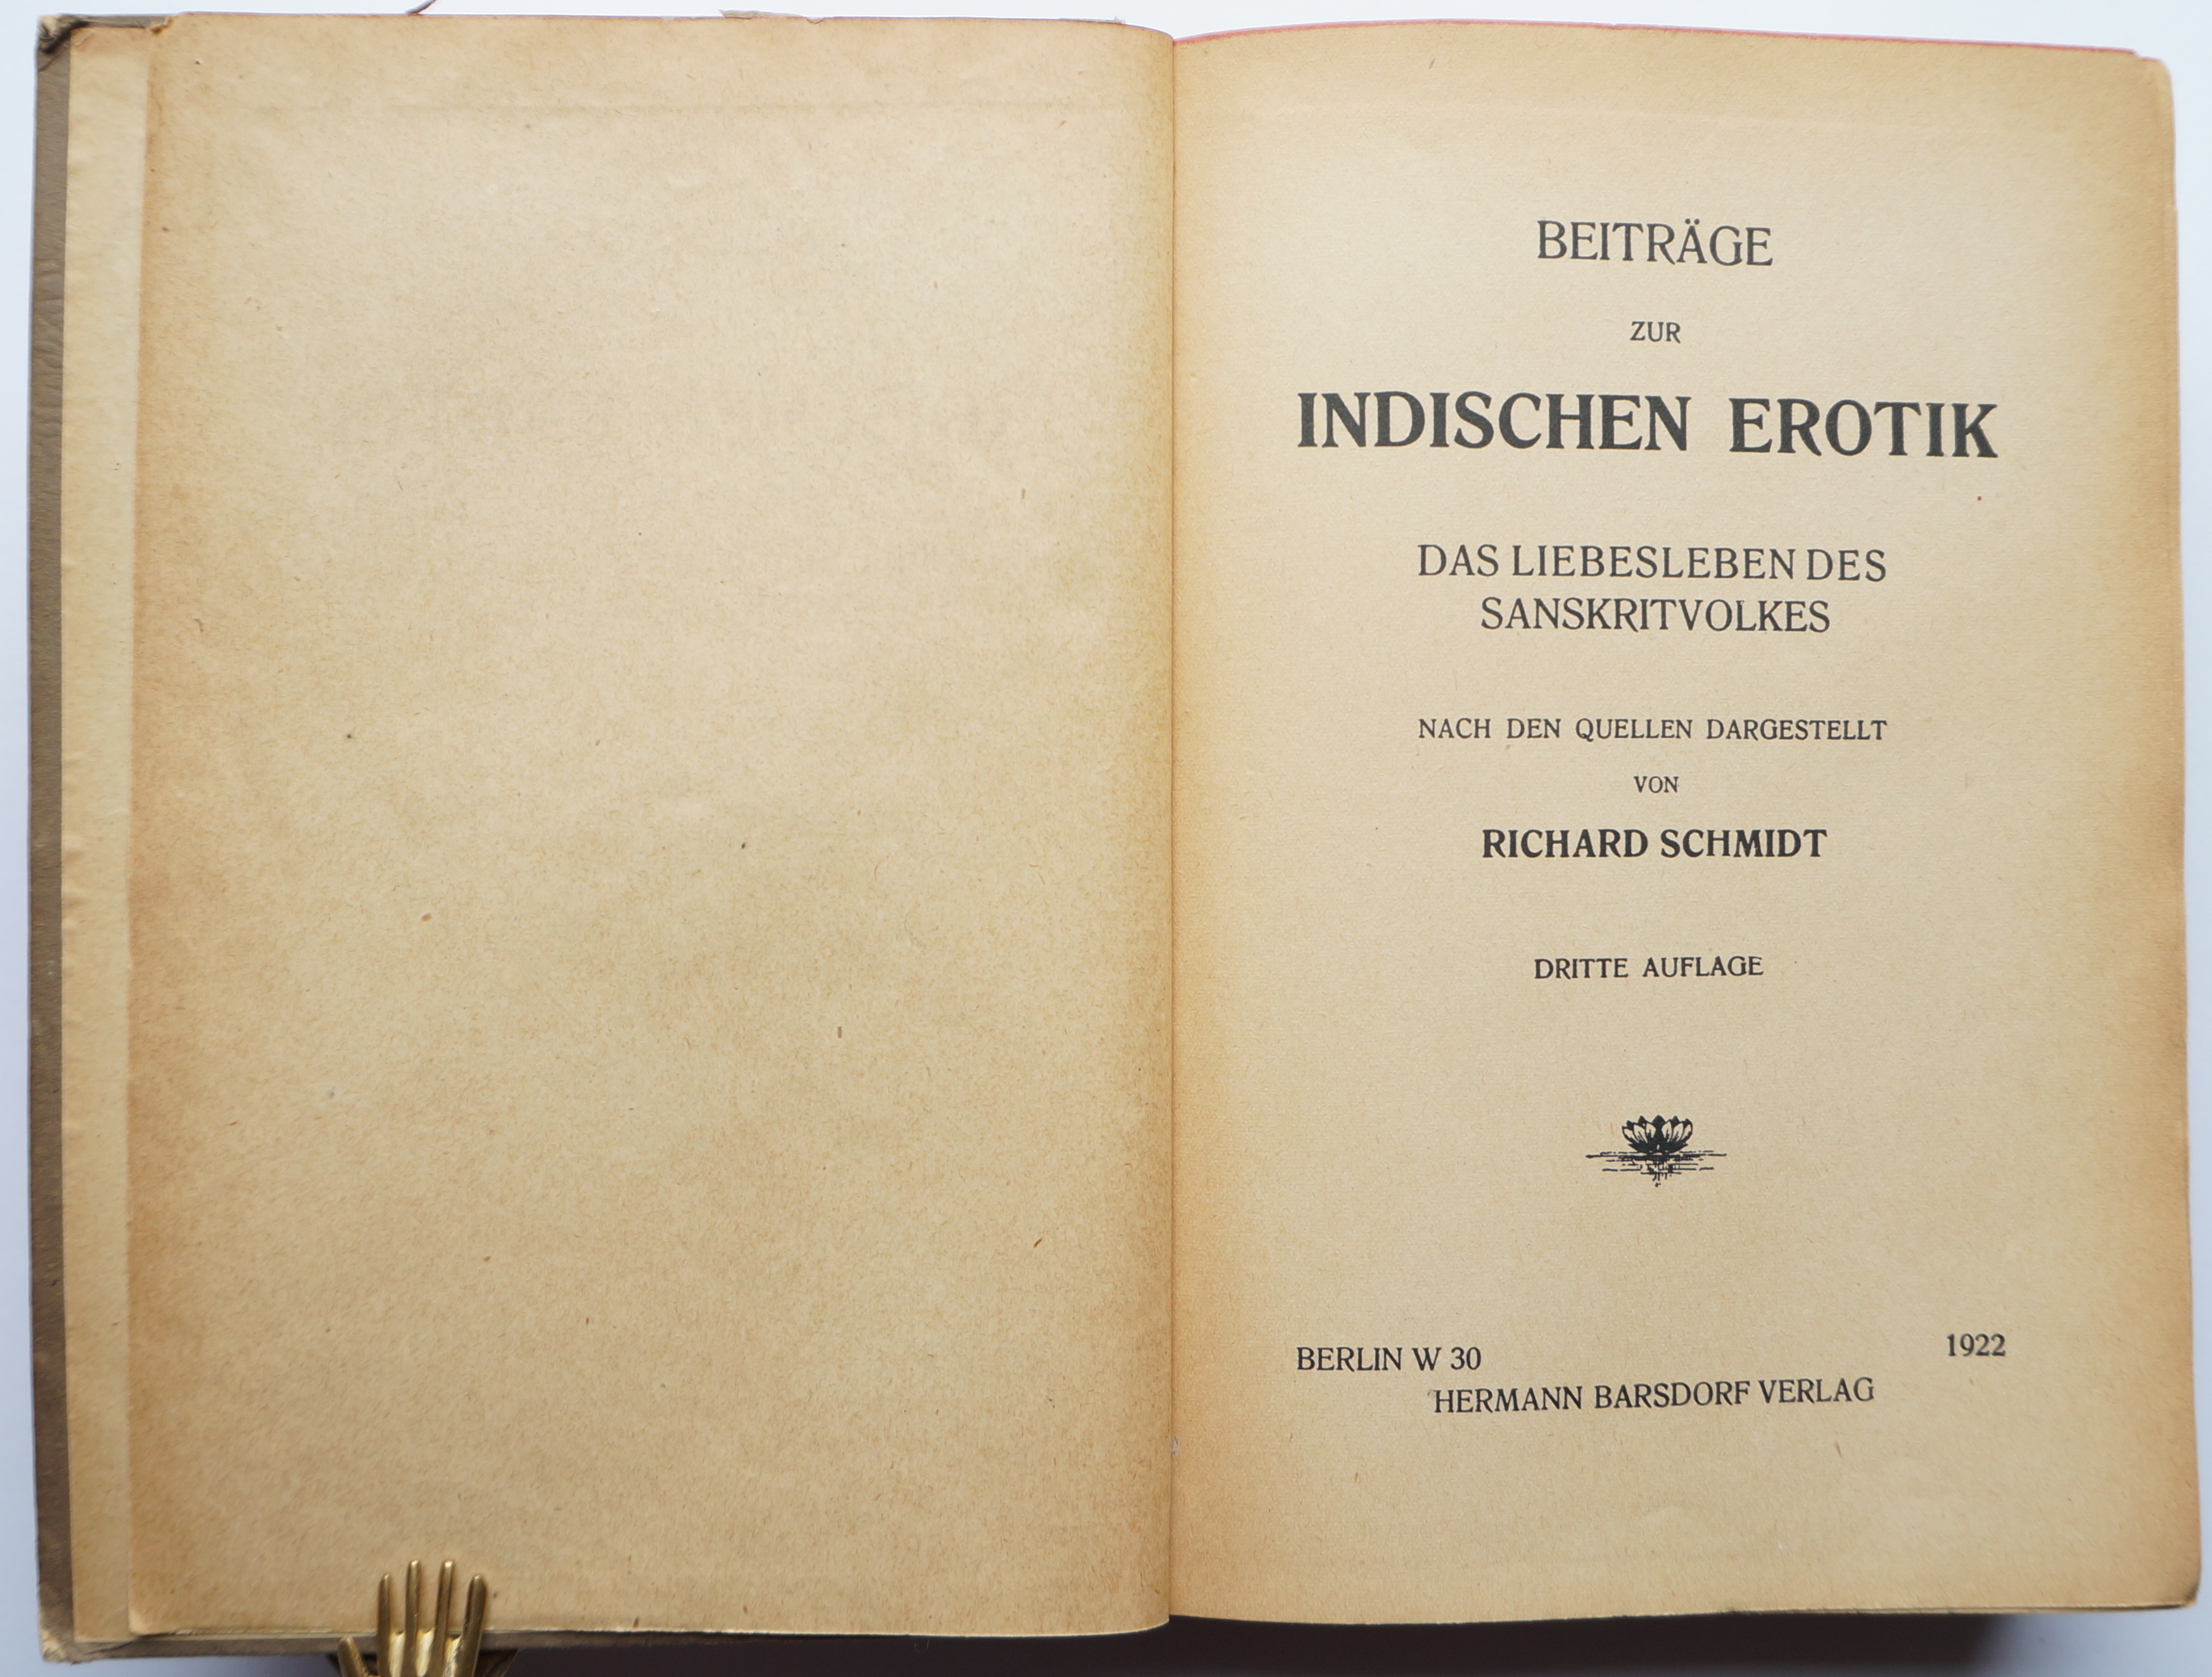 BEITRÄGE
ZUR
INDISCHEN EROTIK
DAS LIEBESLEBEN DES
SANSKRITVOLKES
NACH DEN QUELLEN DARGESTELLT
VON
RICHARD SCHMIDT
DRITTE AUFLAGE
BERLIN W 30 1922
HERMANN BARSDORF VERLAG